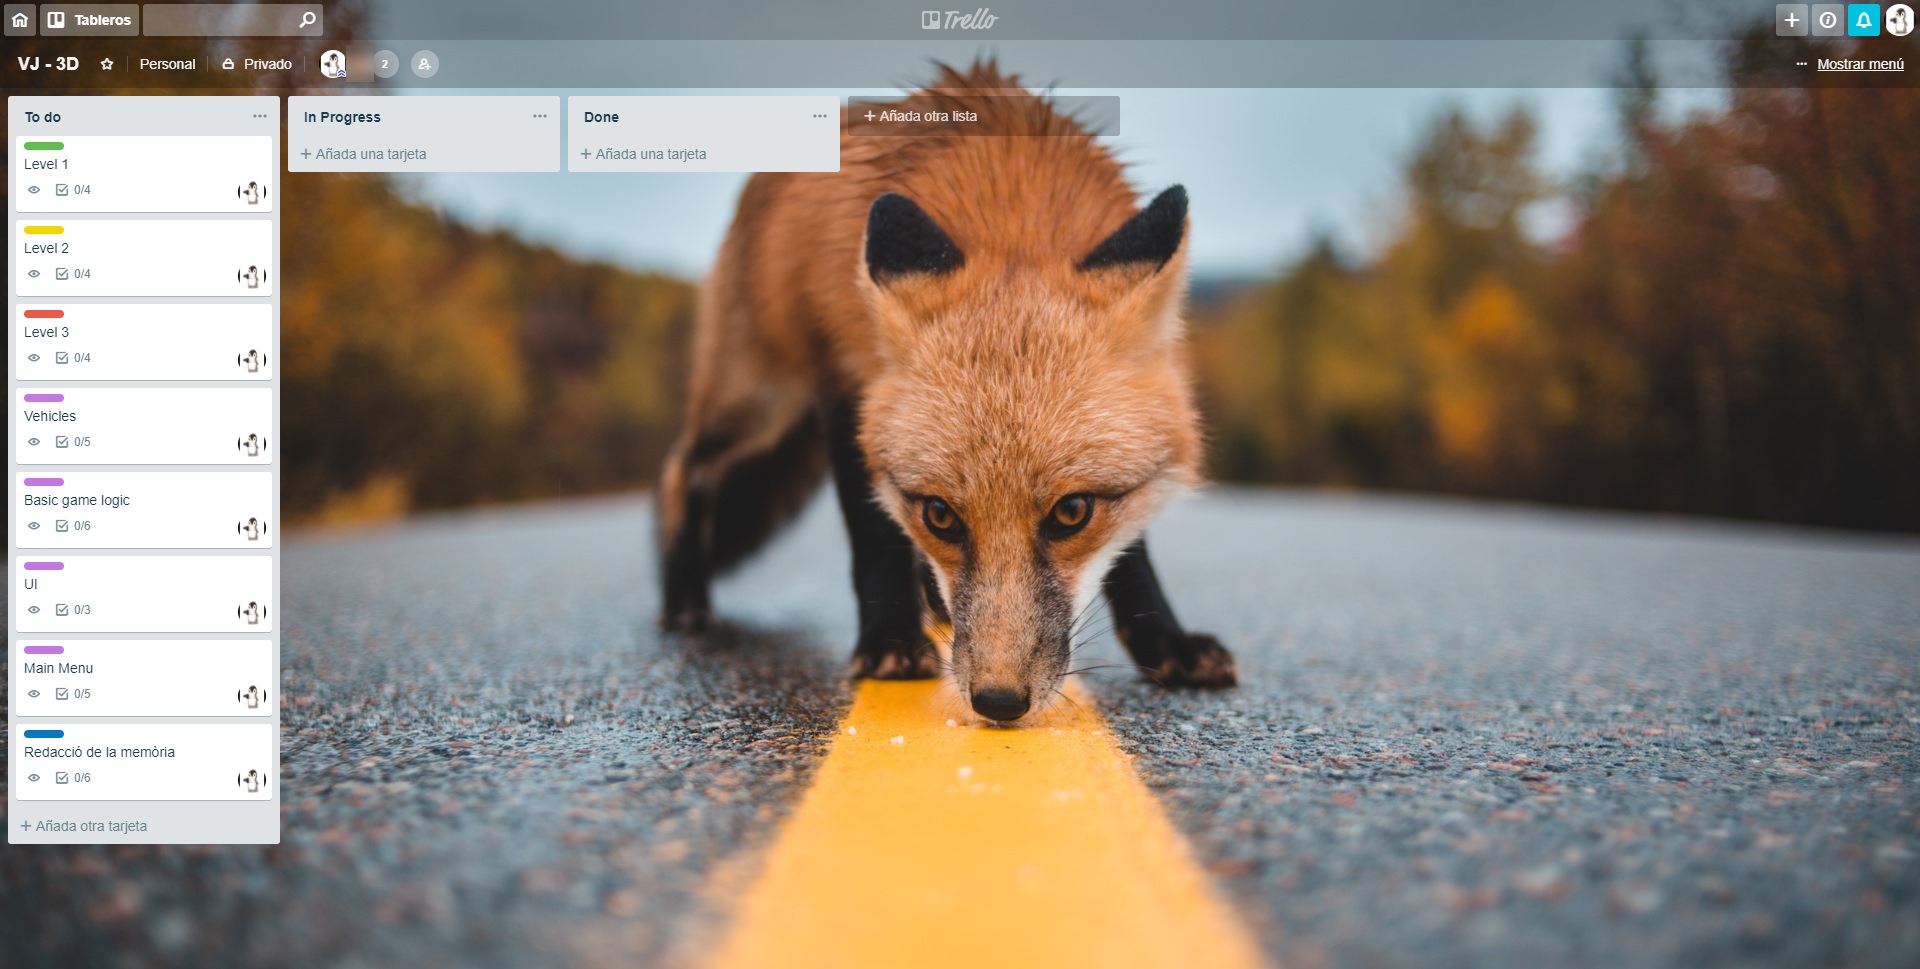 Tableros
Trello
VJ - 3D
Personal
Privado
2
Mostrar menú
To do
Level 1
0/4
Level 2
0/4
Level 3
0/4
Vehicles
0/5
Basic game logic
0/6
UI
0/3
Main Menu
0/5
Redacció de la memòria
0/6
+ Añada otra tarjeta
In Progress
+ Añada una tarjeta
Done
+ Añada una tarjeta
+ Añada otra lista